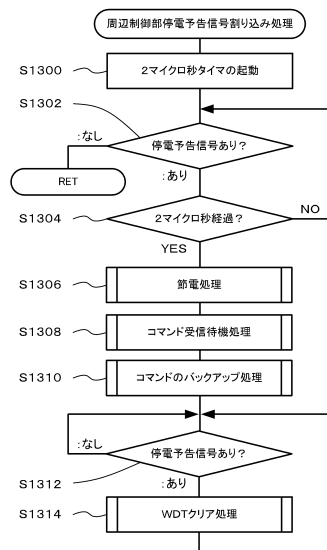 周辺制御部停電予告信号割り込み処理
S1300
2マイクロ秒タイマの起動
S1302
停電予告信号あり?
:なし
RET
:あり
S1304
2マイクロ秒経過?
NO
YES
S1306
節電処理
S1308
コマンド受信待機処理
S1310
コマンドのバックアップ処理
:なし
停電予告信号あり?
S1312
:あり
S1314
WDTクリア処理